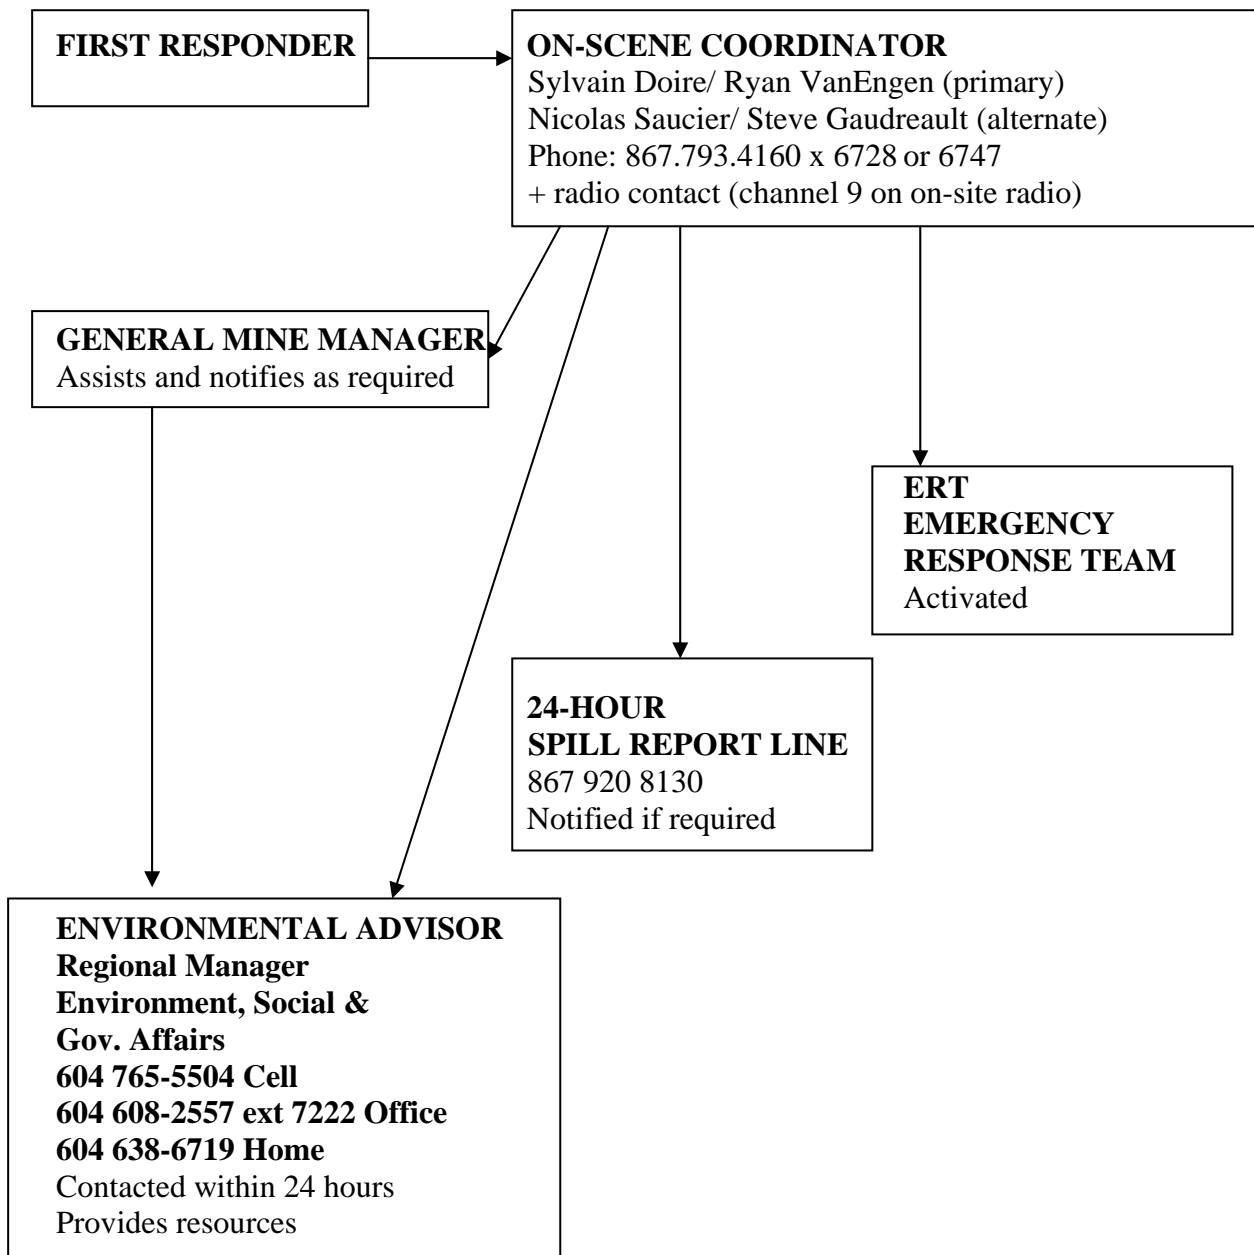 FIRST RESPONDER
ON-SCENE COORDINATOR
Sylvain Doire/ Ryan VanEngen (primary)
Nicolas Saucier/ Steve Gaudreault (alternate)
Phone: 867.793.4160 x 6728 or 6747
+ radio contact (channel 9 on on-site radio)
GENERAL MINE MANAGER
Assists and notifies as required
ERT
EMERGENCY
RESPONSE TEAM
Activated
24-HOUR
SPILL REPORT LINE
867 920 8130
Notified if required
ENVIRONMENTAL ADVISOR
Regional Manager
Environment, Social &
Gov. Affairs
604 765-5504 Cell
604 608-2557 ext 7222 Office
604 638-6719 Home
Contacted within 24 hours
Provides resources